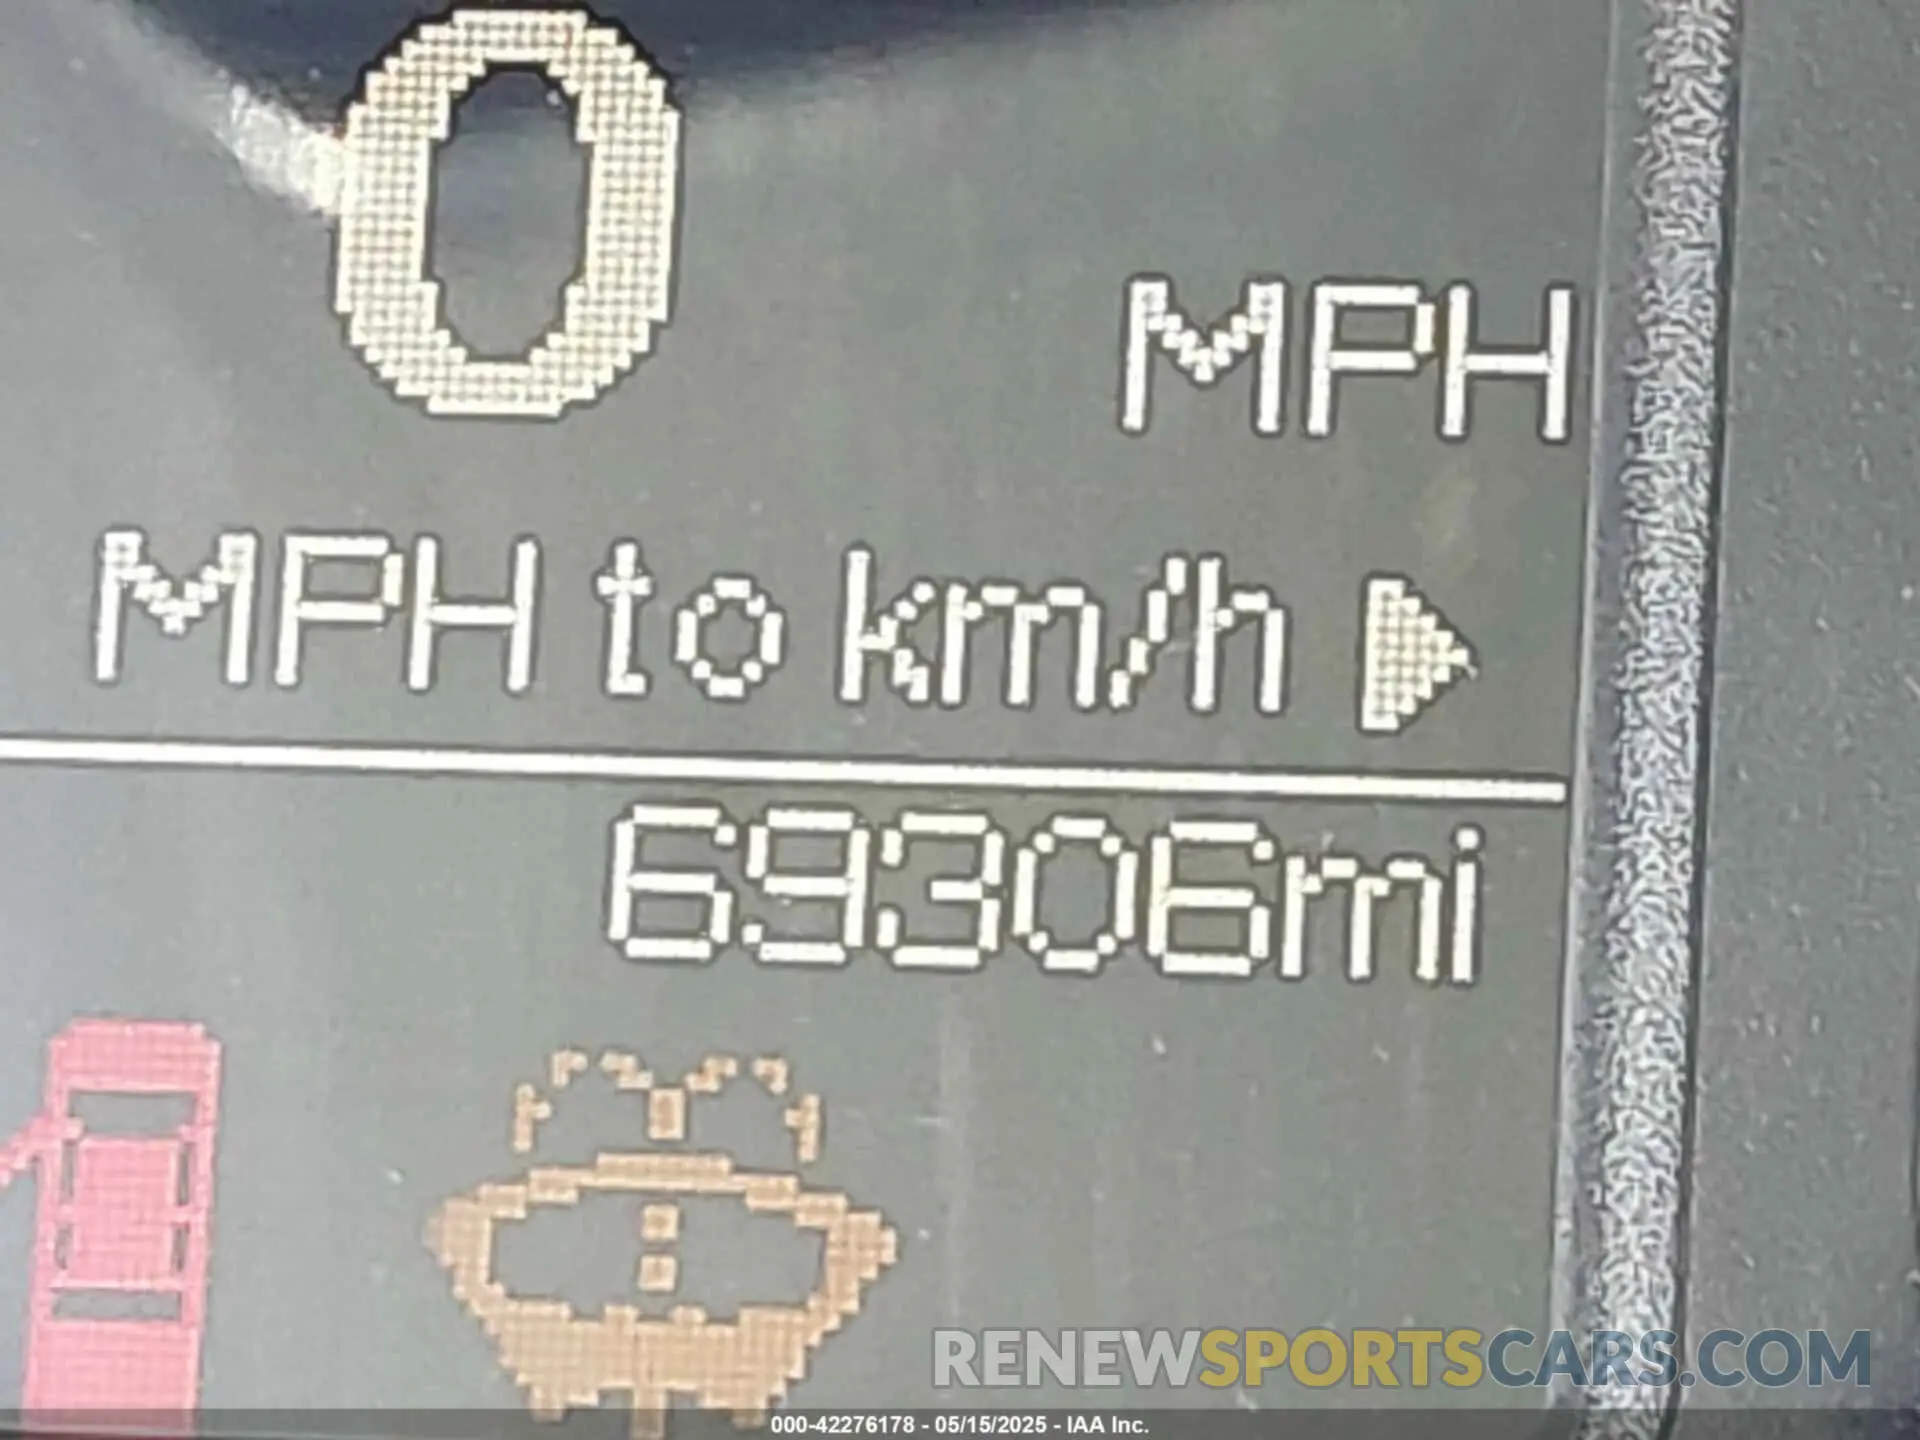 0
MPH
MPH to km/h
69306mi
RENEWSPORTSCARS.COM
000-42276178 - 05/15/2025 - IAA Inc.